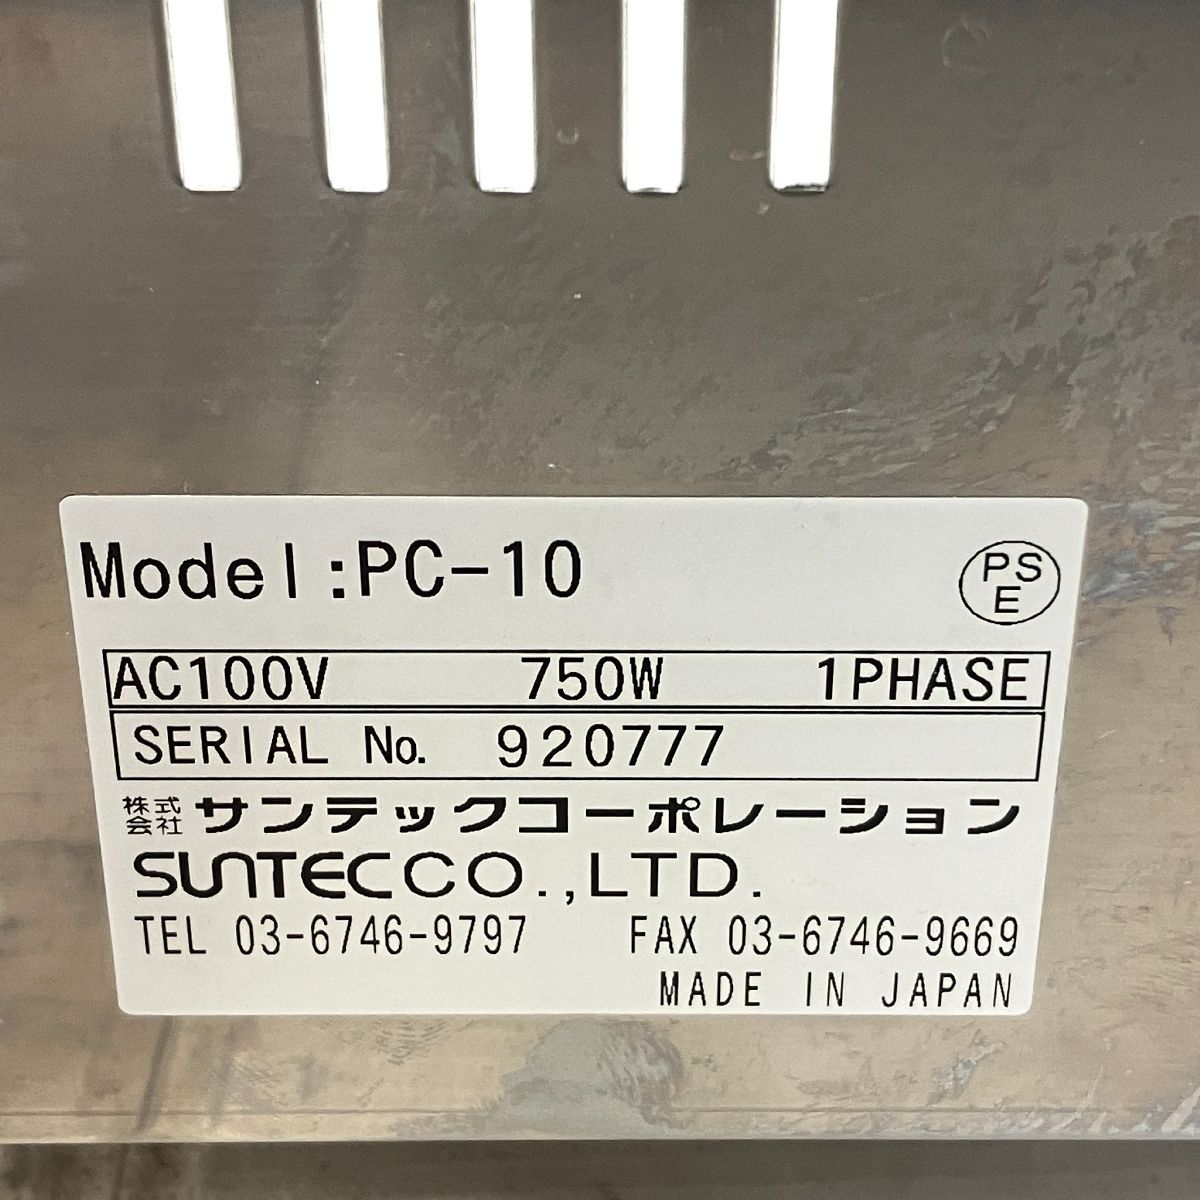 Model:PC-10
PS
E
AC100V 750W 1PHASE
SERIAL No. 920777
株式会社 サンテックコーポレーション
SUNTECCO.,LTD.
TEL 03-6746-9797 FAX 03-6746-9669
MADE IN JAPAN